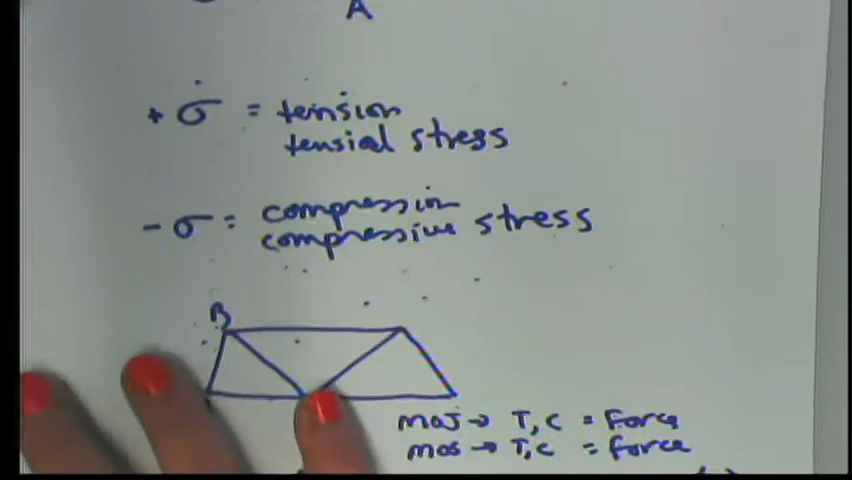 A
+ σ = tension
tensial stress
- σ = compression
compressive stress
B
moj → T, C = Force
mos → T, C = force